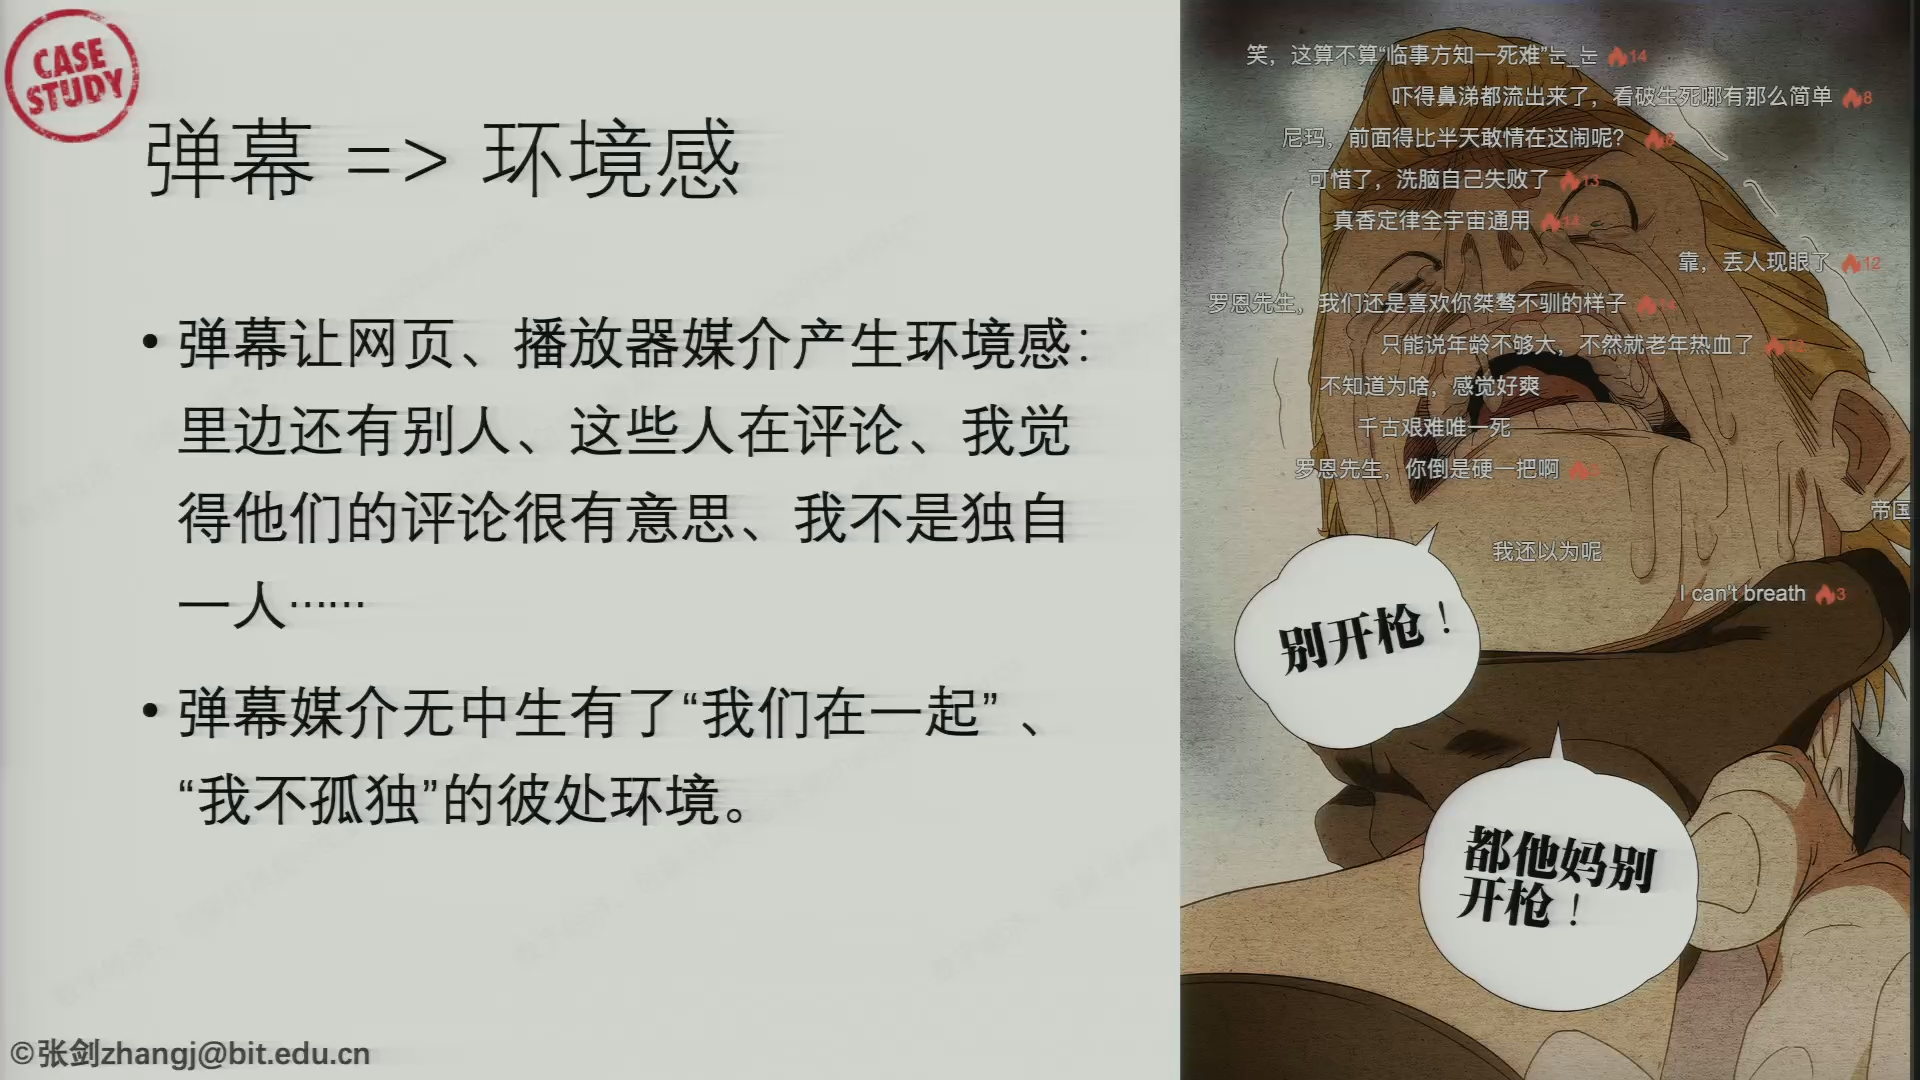 CASE
STUDY
弹幕 => 环境感
• 弹幕让网页、播放器媒介产生环境感：
里边还有别人、这些人在评论、我觉
得他们的评论很有意思、我不是独自
一人……
• 弹幕媒介无中生有了“我们在一起”、
“我不孤独”的彼处环境。
©张剑zhangj@bit.edu.cn
笑，这算不算“临事方知一死难”눈_눈 14
吓得鼻涕都流出来了，看破生死哪有那么简单 8
尼玛，前面得比半天敢情在这闹呢？
可惜了，洗脑自己失败了 13
真香定律全宇宙通用 14
靠，丢人现眼了 12
罗恩先生，我们还是喜欢你桀骜不驯的样子 14
只能说年龄不够大，不然就老年热血了 12
不知道为啥，感觉好爽
千古艰难唯一死
罗恩先生，你倒是硬一把啊
帝国
我还以为呢
I can't breath 3
别开枪！
都他妈别
开枪！